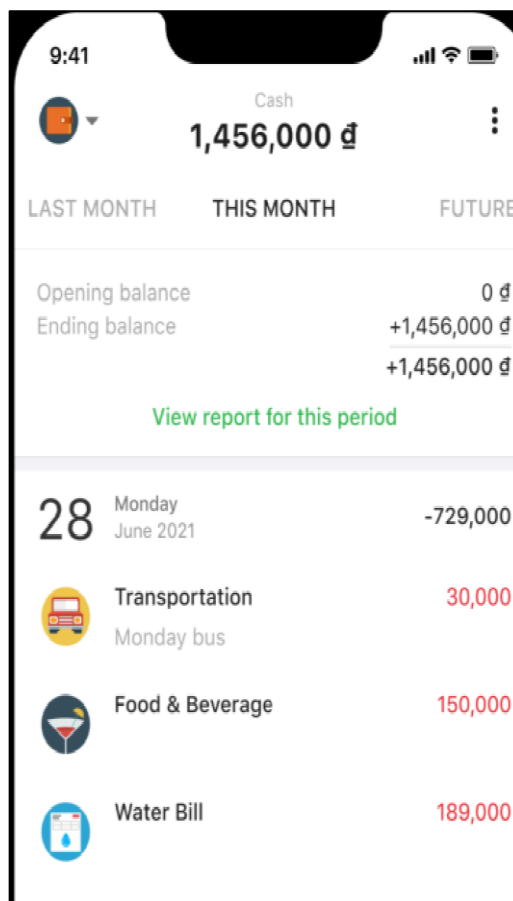 9:41
Cash
1,456,000 ₫
LAST MONTH THIS MONTH FUTURE
Opening balance 0 ₫
Ending balance +1,456,000 ₫
+1,456,000 ₫
View report for this period
28 Monday -729,000
June 2021
Transportation 30,000
Monday bus
Food & Beverage 150,000
Water Bill 189,000